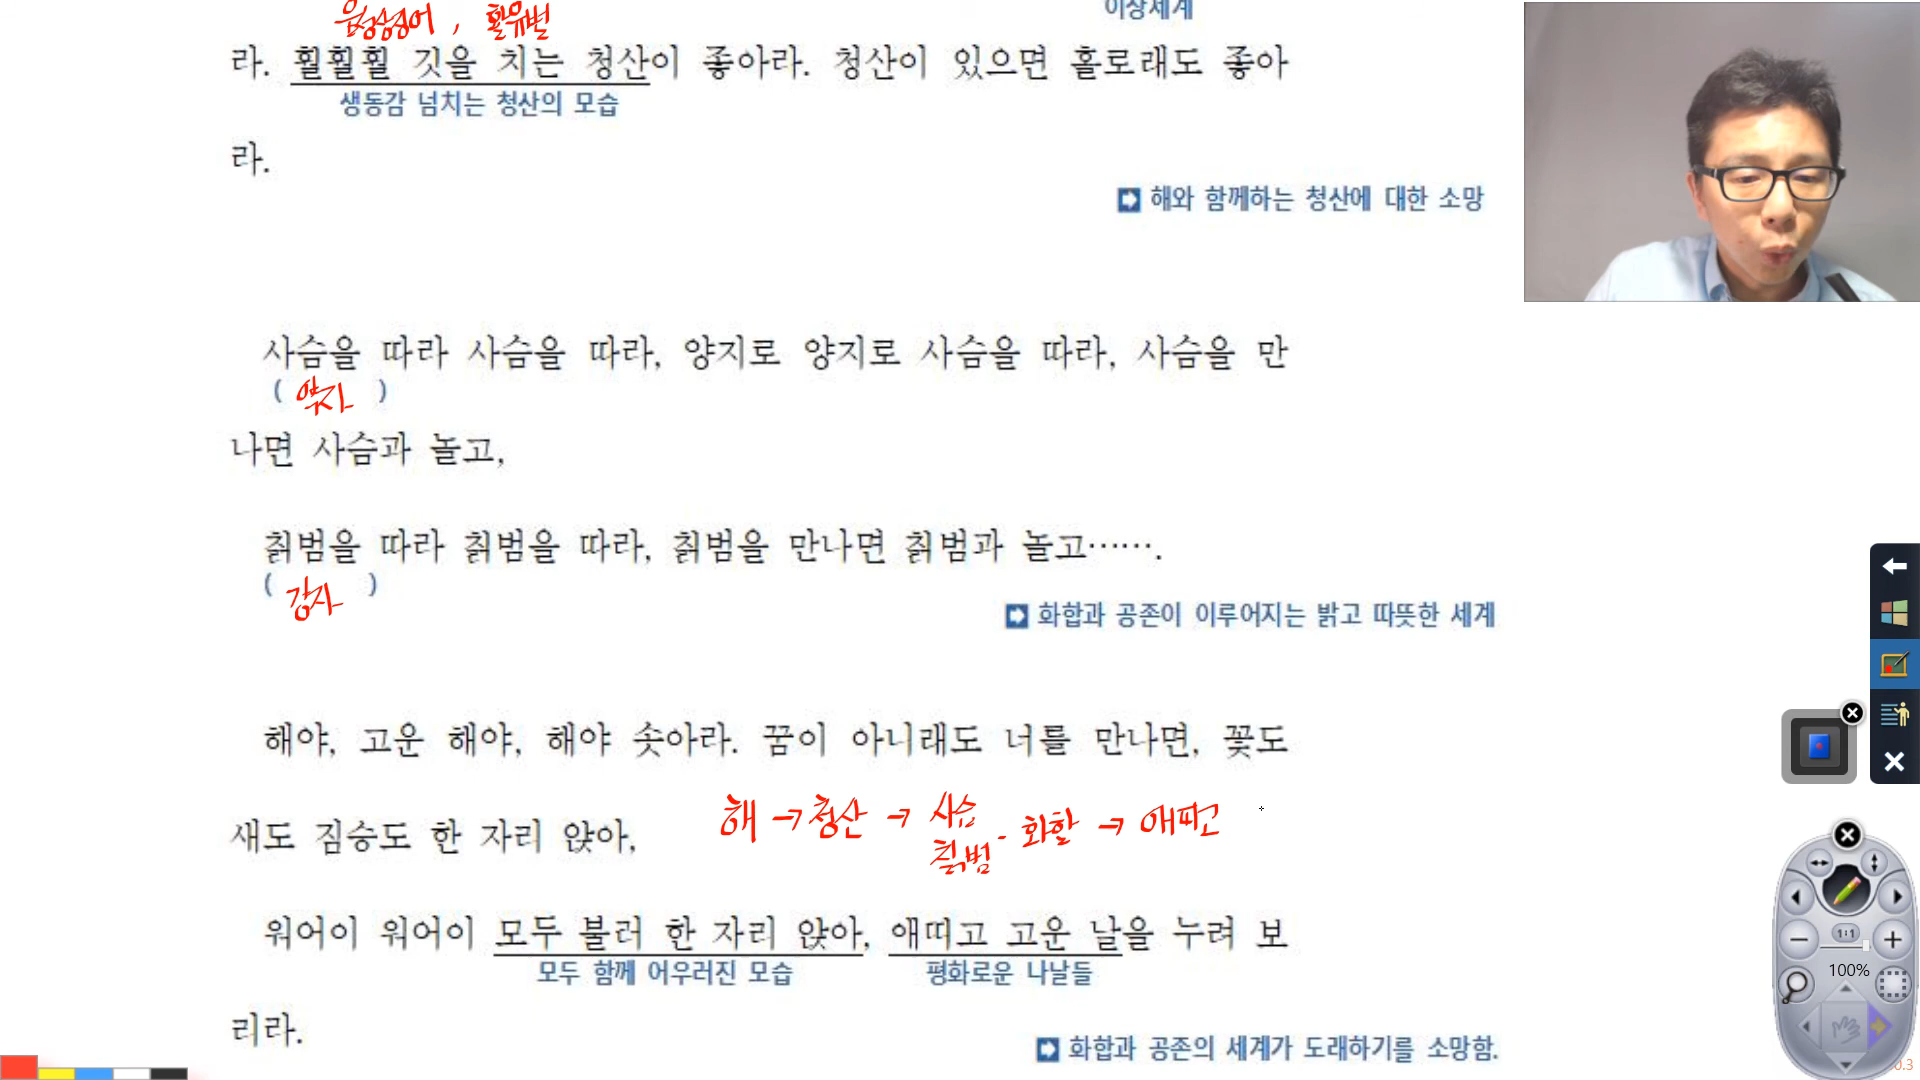 이상세계
음성상징어, 활유법
라. 훨훨훨 깃을 치는 청산이 좋아라. 청산이 있으면 홀로래도 좋아
생동감 넘치는 청산의 모습
라.
해와 함께하는 청산에 대한 소망
사슴을 따라 사슴을 따라, 양지로 양지로 사슴을 따라, 사슴을 만
( 약자 )
나면 사슴과 놀고,
칡범을 따라 칡범을 따라, 칡범을 만나면 칡범과 놀고…….
( 강자 )
화합과 공존이 이루어지는 밝고 따뜻한 세계
해야, 고운 해야, 해야 솟아라. 꿈이 아니래도 너를 만나면, 꽃도
새도 짐승도 한 자리 앉아,
해 → 청산 → 사슴 칡범 - 화합 → 애띠고
워어이 워어이 모두 불러 한 자리 앉아, 애띠고 고운 날을 누려 보
모두 함께 어우러진 모습 평화로운 나날들
리라.
화합과 공존의 세계가 도래하기를 소망함.
1:1
100%
0.3